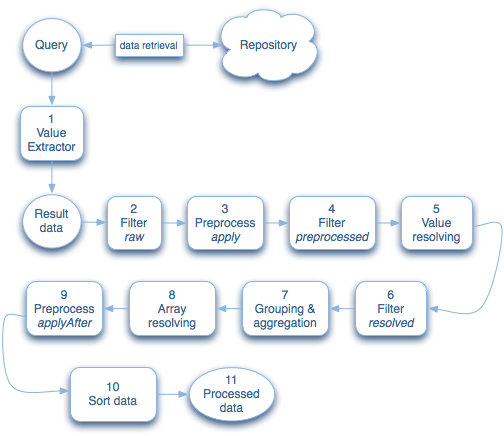 Query
data retrieval
Repository
1
Value
Extractor
Result
data
2
Filter
raw
3
Preprocess
apply
4
Filter
preprocessed
5
Value
resolving
9
Preprocess
applyAfter
8
Array
resolving
7
Grouping &
aggregation
6
Filter
resolved
10
Sort data
11
Processed
data